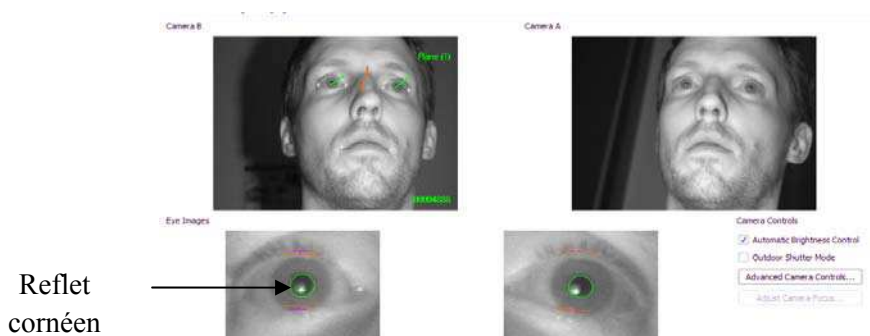 Camera B
Camera A
Plane (1)
Eye Images
Camera Controls
Automatic Brightness Control
Outdoor Shutter Mode
Advanced Camera Controls...
Adjust Camera Focus...
Reflet
cornéen